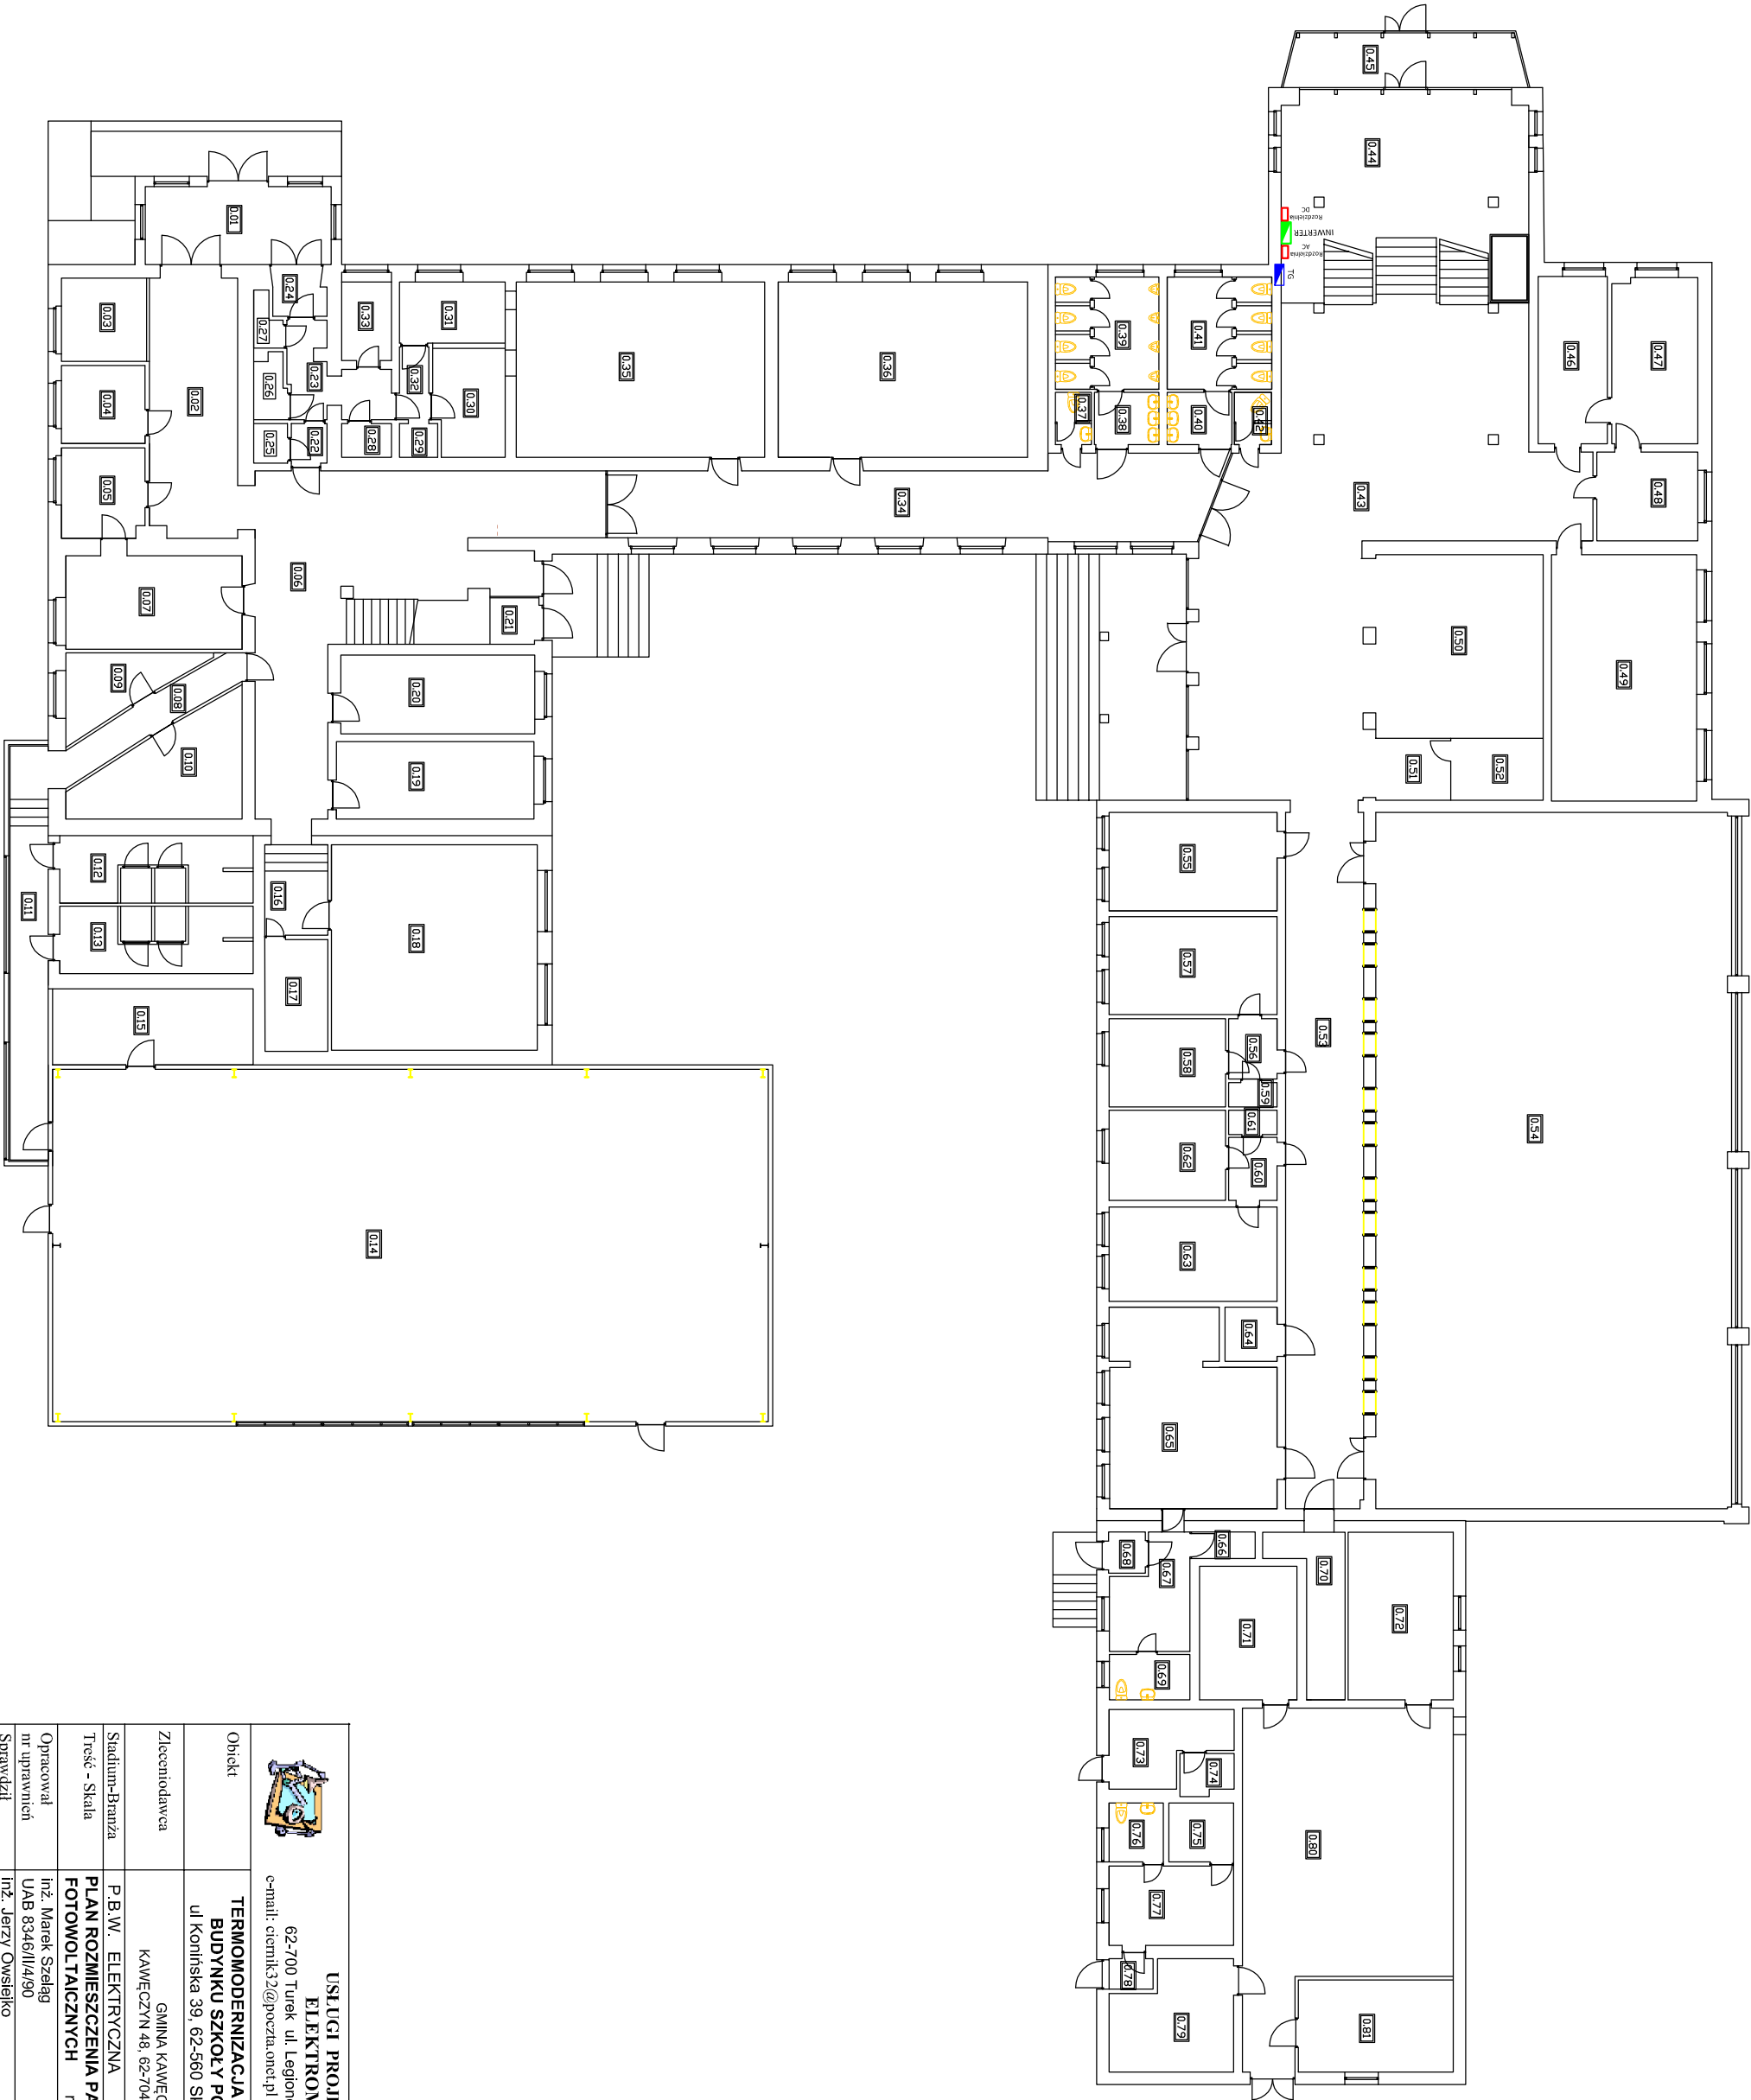 0.45
0.44
Rozdzielnia
DC
INWERTER
Rozdzielnia
AC
TG
0.01
0.24
0.33
0.31
0.03
0.27
0.39
0.41
0.46
0.47
0.35
0.36
0.32
0.23
0.26
0.30
0.02
0.04
0.37
0.38
0.40
0.42
0.25
0.22
0.28
0.29
0.05
0.34
0.43
0.48
0.06
0.07
0.21
0.50
0.09
0.08
0.20
0.49
0.10
0.19
0.51
0.52
0.12
0.11
0.13
0.16
0.18
0.55
0.17
0.57
0.15
0.58
0.56
0.53
0.59
0.61
0.54
0.62
0.60
0.14
0.63
0.64
0.65
0.68
0.67
0.66
0.70
0.71
0.72
0.69
0.73
0.74
0.76
0.75
0.80
0.77
0.78
0.79
0.81
USŁUGI PROJ
ELEKTRO
62-700 Turek ul. Legion
e-mail: ciernik32@poczta.onet.pl
Obiekt
TERMOMODERNIZACJA
BUDYNKU SZKOŁY PO
ul Konińska 39, 62-560 S
Zleceniodawca
GMINA KAWĘC
KAWĘCZYN 48, 62-704
Stadium-Branża
P.B.W. ELEKTRYCZNA
Treść - Skala
PLAN ROZMIESZCZENIA PA
FOTOWOLTAICZNYCH
Opracował
nr uprawnień
inż. Marek Szeląg
UAB 8346/II/4/90
Sprawdził
inż. Jerzy Owsiejko